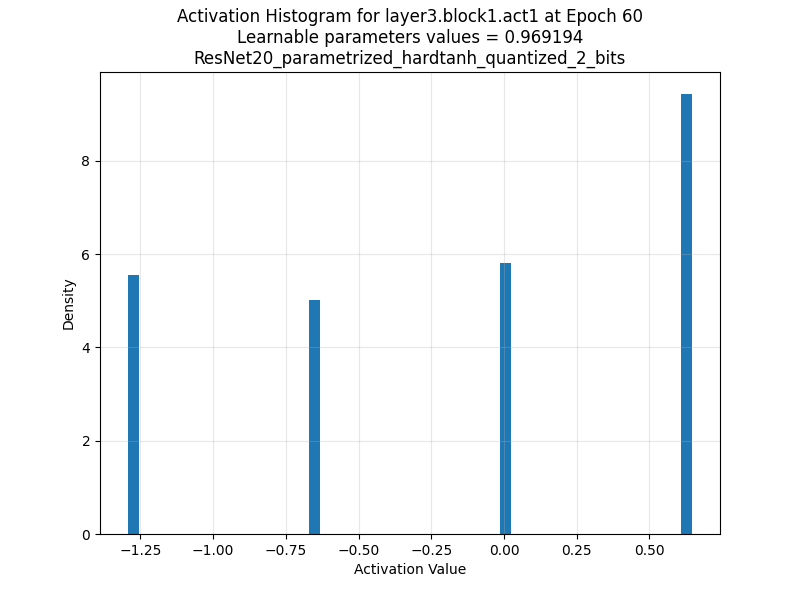 Activation Histogram for layer3.block1.act1 at Epoch 60
Learnable parameters values = 0.969194
ResNet20_parametrized_hardtanh_quantized_2_bits
Density
8
6
4
2
0
−1.25 −1.00 −0.75 −0.50 −0.25 0.00 0.25 0.50
Activation Value